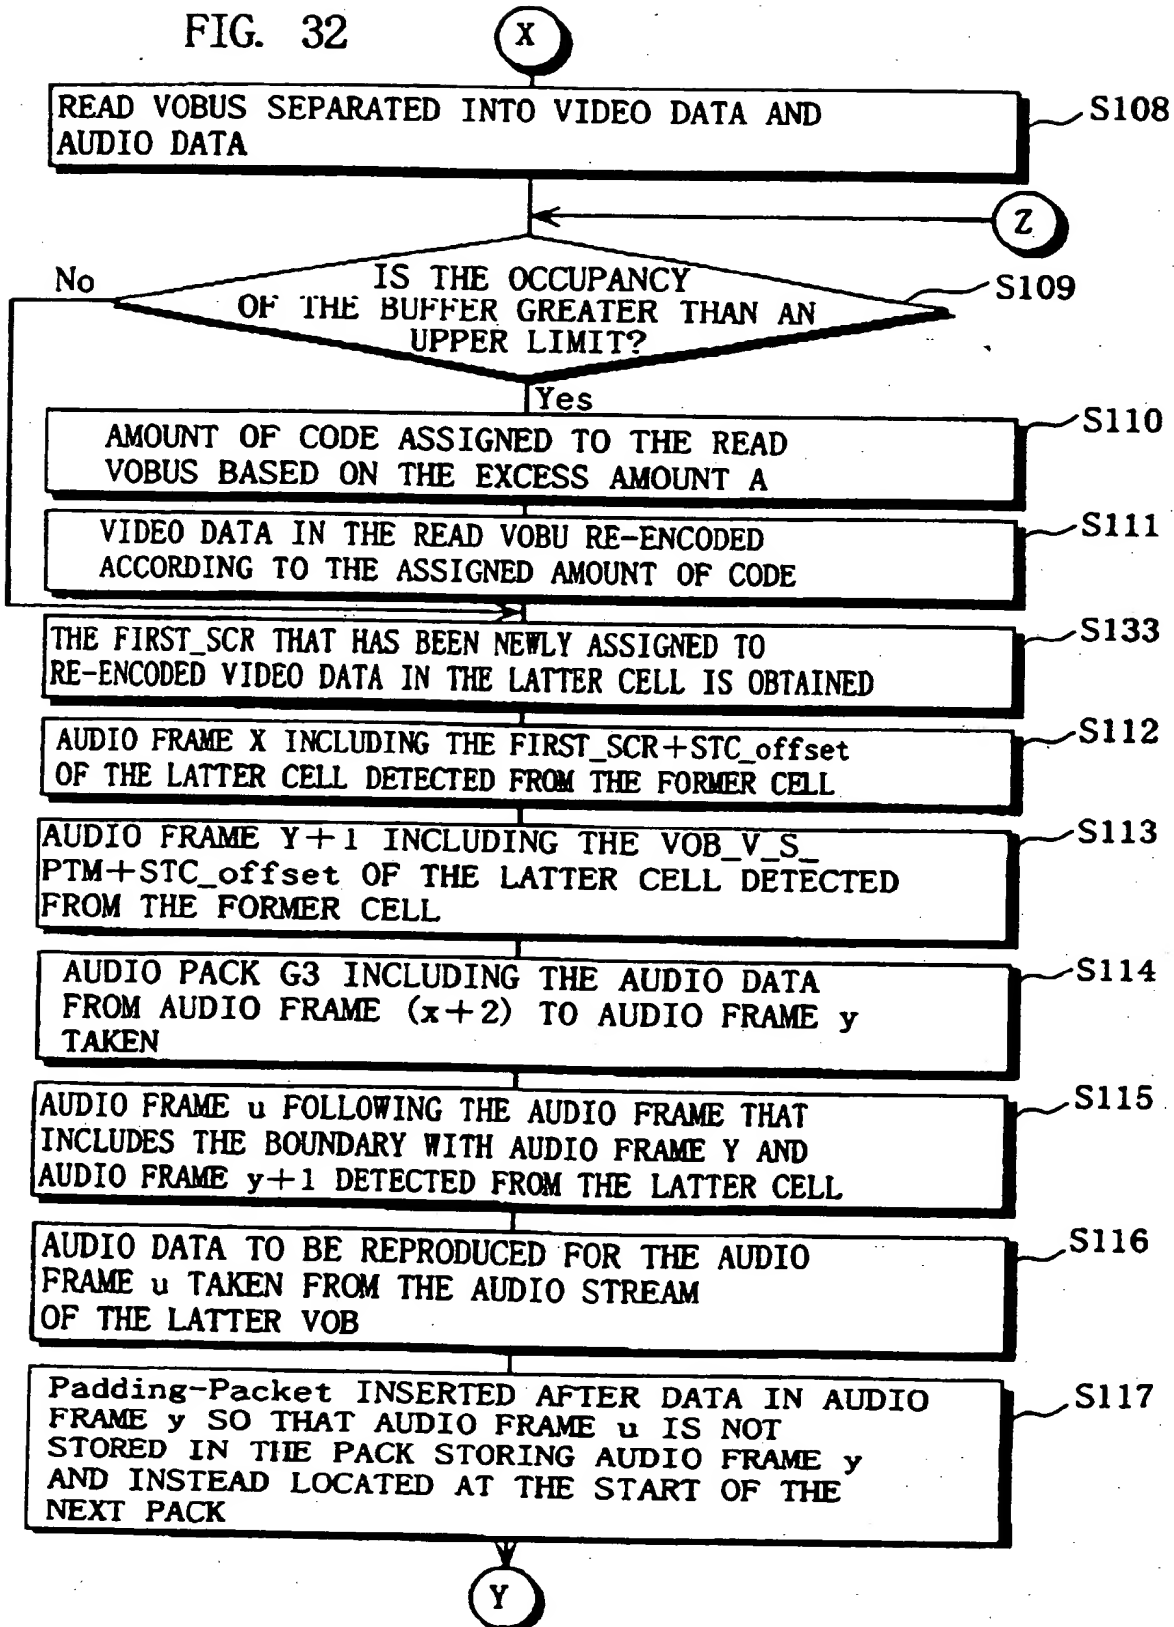 FIG. 32
X
READ VOBUS SEPARATED INTO VIDEO DATA AND
AUDIO DATA
S108
Z
No
IS THE OCCUPANCY
OF THE BUFFER GREATER THAN AN
UPPER LIMIT?
S109
Yes
AMOUNT OF CODE ASSIGNED TO THE READ
VOBUS BASED ON THE EXCESS AMOUNT A
S110
VIDEO DATA IN THE READ VOBU RE-ENCODED
ACCORDING TO THE ASSIGNED AMOUNT OF CODE
S111
THE FIRST_SCR THAT HAS BEEN NEWLY ASSIGNED TO
RE-ENCODED VIDEO DATA IN THE LATTER CELL IS OBTAINED
S133
AUDIO FRAME X INCLUDING THE FIRST_SCR+STC_offset
OF THE LATTER CELL DETECTED FROM THE FORMER CELL
S112
AUDIO FRAME Y+1 INCLUDING THE VOB_V_S_
PTM+STC_offset OF THE LATTER CELL DETECTED
FROM THE FORMER CELL
S113
AUDIO PACK G3 INCLUDING THE AUDIO DATA
FROM AUDIO FRAME (x+2) TO AUDIO FRAME y
TAKEN
S114
AUDIO FRAME u FOLLOWING THE AUDIO FRAME THAT
INCLUDES THE BOUNDARY WITH AUDIO FRAME Y AND
AUDIO FRAME y+1 DETECTED FROM THE LATTER CELL
S115
AUDIO DATA TO BE REPRODUCED FOR THE AUDIO
FRAME u TAKEN FROM THE AUDIO STREAM
OF THE LATTER VOB
S116
Padding-Packet INSERTED AFTER DATA IN AUDIO
FRAME y SO THAT AUDIO FRAME u IS NOT
STORED IN THE PACK STORING AUDIO FRAME y
AND INSTEAD LOCATED AT THE START OF THE
NEXT PACK
S117
Y